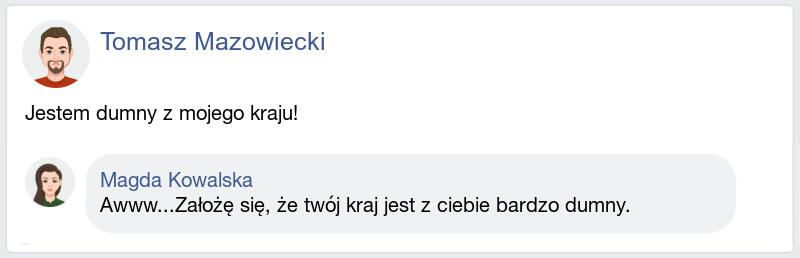 Tomasz Mazowiecki
Jestem dumny z mojego kraju!
Magda Kowalska
Awww...Założę się, że twój kraj jest z ciebie bardzo dumny.